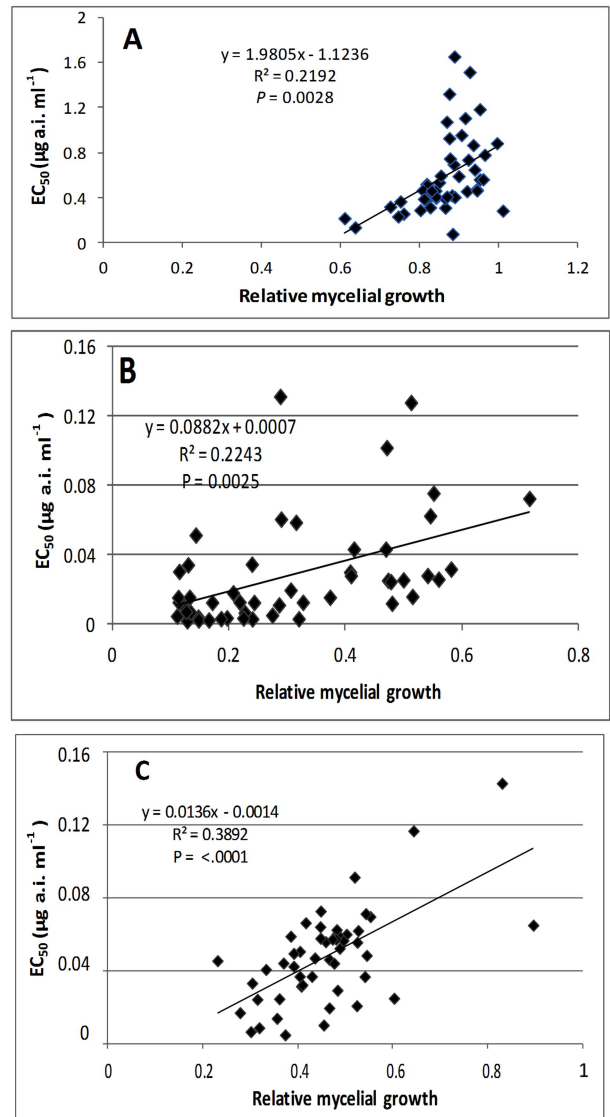 A
y = 1.9805x - 1.1236
R² = 0.2192
P = 0.0028
EC₅₀ (µg a.i. ml⁻¹)
2
1.6
1.2
0.8
0.4
0
0 0.2 0.4 0.6 0.8 1 1.2
Relative mycelial growth
B
y = 0.0882x + 0.0007
R² = 0.2243
P = 0.0025
EC₅₀ (µg a.i. ml⁻¹)
0.16
0.12
0.08
0.04
0
0 0.2 0.4 0.6 0.8
Relative mycelial growth
C
y = 0.0136x - 0.0014
R² = 0.3892
P = <.0001
EC₅₀ (µg a.i. ml⁻¹)
0.16
0.12
0.08
0.04
0
0 0.2 0.4 0.6 0.8 1
Relative mycelial growth